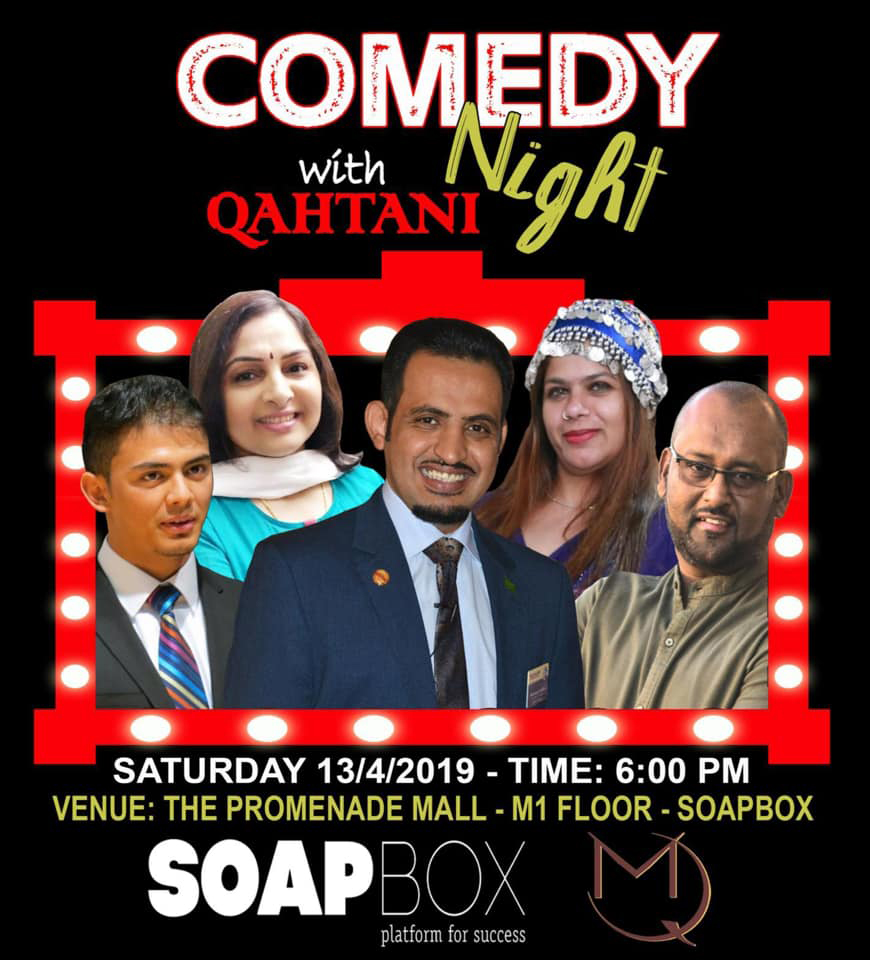 COMEDY
Night
with
QAHTANI
SATURDAY 13/4/2019 - TIME: 6:00 PM
VENUE: THE PROMENADE MALL - M1 FLOOR - SOAPBOX
SOAPBOX
platform for success
MQ